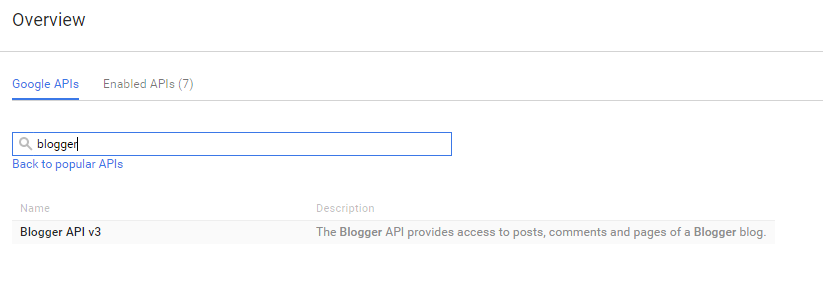 Overview
Google APIs Enabled APIs (7)
blogger
Back to popular APIs
Name Description
Blogger API v3 The Blogger API provides access to posts, comments and pages of a Blogger blog.